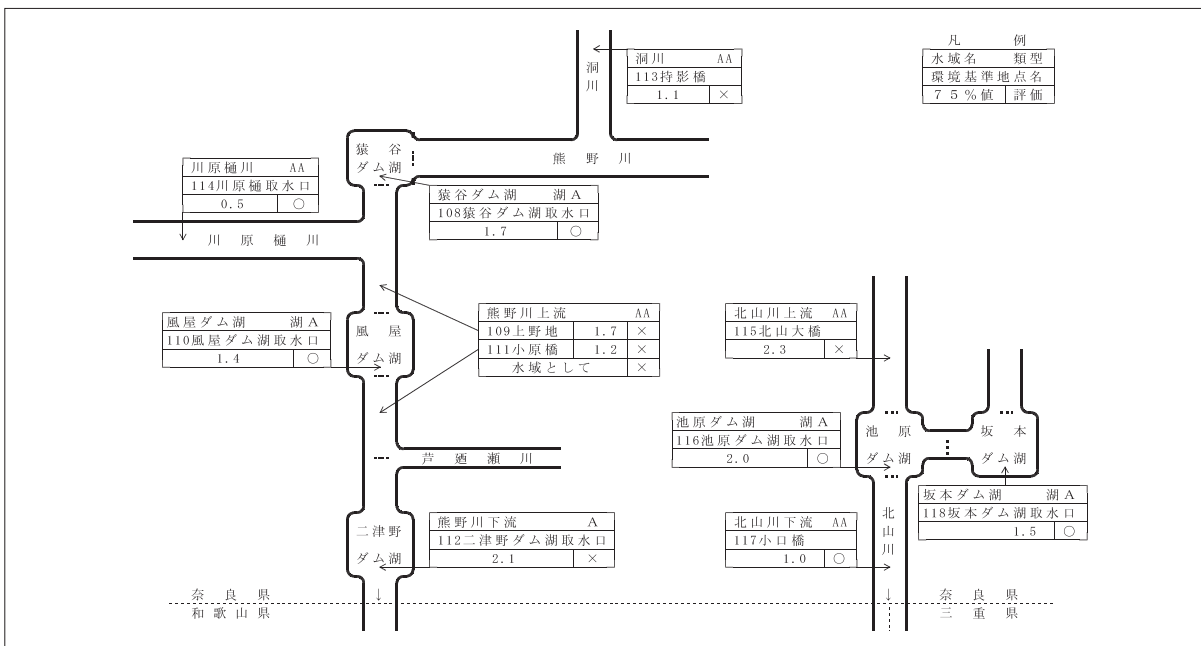 凡 例
水域名 類型
環境基準地点名
75%値 評価
洞川
洞川 AA
113持影橋
1.1 ×
熊野川
猿谷
ダム湖
川原樋川 AA
114川原樋取水口
0.5 ○
猿谷ダム湖 湖A
108猿谷ダム湖取水口
1.7 ○
川原樋川
熊野川上流 AA
109上野地 1.7 ×
111小原橋 1.2 ×
水域として ×
風屋ダム湖 湖A
110風屋ダム湖取水口
1.4 ○
風屋
ダム湖
北山川上流 AA
115北山大橋
2.3 ×
池原ダム湖 湖A
116池原ダム湖取水口
2.0 ○
池原
ダム湖
坂本
ダム湖
芦廼瀬川
坂本ダム湖 湖A
118坂本ダム湖取水口
1.5 ○
二津野
ダム湖
熊野川下流 A
112二津野ダム湖取水口
2.1 ×
北山川下流 AA
117小口橋
1.0 ○
北山川
奈良県
和歌山県
↓
↓
奈良県
三重県